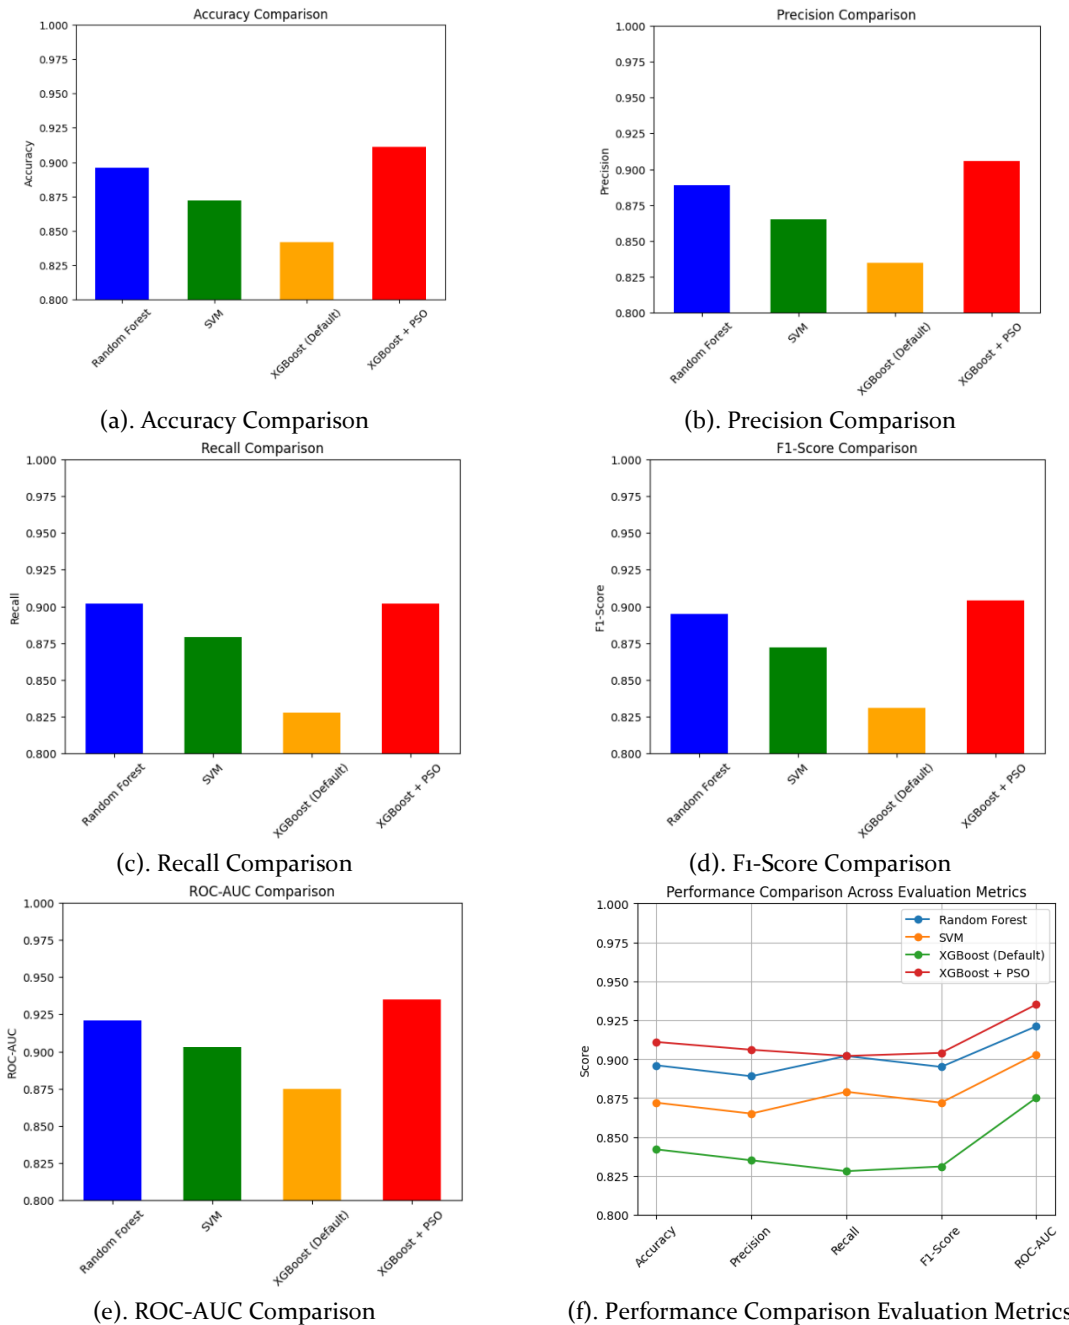 Accuracy Comparison
1.000
0.975
0.950
0.925
0.900
0.875
0.850
0.825
0.800
Accuracy
Random Forest
SVM
XGBoost (Default)
XGBoost + PSO
(a). Accuracy Comparison
Precision Comparison
1.000
0.975
0.950
0.925
0.900
0.875
0.850
0.825
0.800
Precision
Random Forest
SVM
XGBoost (Default)
XGBoost + PSO
(b). Precision Comparison
Recall Comparison
1.000
0.975
0.950
0.925
0.900
0.875
0.850
0.825
0.800
Recall
Random Forest
SVM
XGBoost (Default)
XGBoost + PSO
(c). Recall Comparison
F1-Score Comparison
1.000
0.975
0.950
0.925
0.900
0.875
0.850
0.825
0.800
F1-Score
Random Forest
SVM
XGBoost (Default)
XGBoost + PSO
(d). F1-Score Comparison
ROC-AUC Comparison
1.000
0.975
0.950
0.925
0.900
0.875
0.850
0.825
0.800
ROC-AUC
Random Forest
SVM
XGBoost (Default)
XGBoost + PSO
(e). ROC-AUC Comparison
Performance Comparison Across Evaluation Metrics
1.000
0.975
0.950
0.925
0.900
0.875
0.850
0.825
0.800
Score
Random Forest
SVM
XGBoost (Default)
XGBoost + PSO
Accuracy
Precision
Recall
F1-Score
ROC-AUC
(f). Performance Comparison Evaluation Metrics